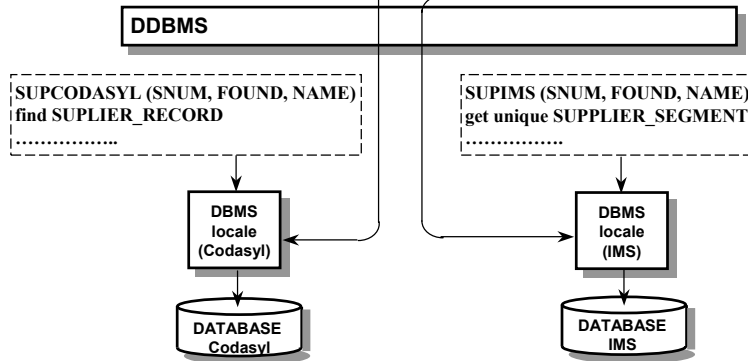 DDBMS
SUPCODASYL (SNUM, FOUND, NAME)
find SUPLIER_RECORD
……………..
SUPIMS (SNUM, FOUND, NAME)
get unique SUPPLIER_SEGMENT
…………….
DBMS
locale
(Codasyl)
DBMS
locale
(IMS)
DATABASE
Codasyl
DATABASE
IMS